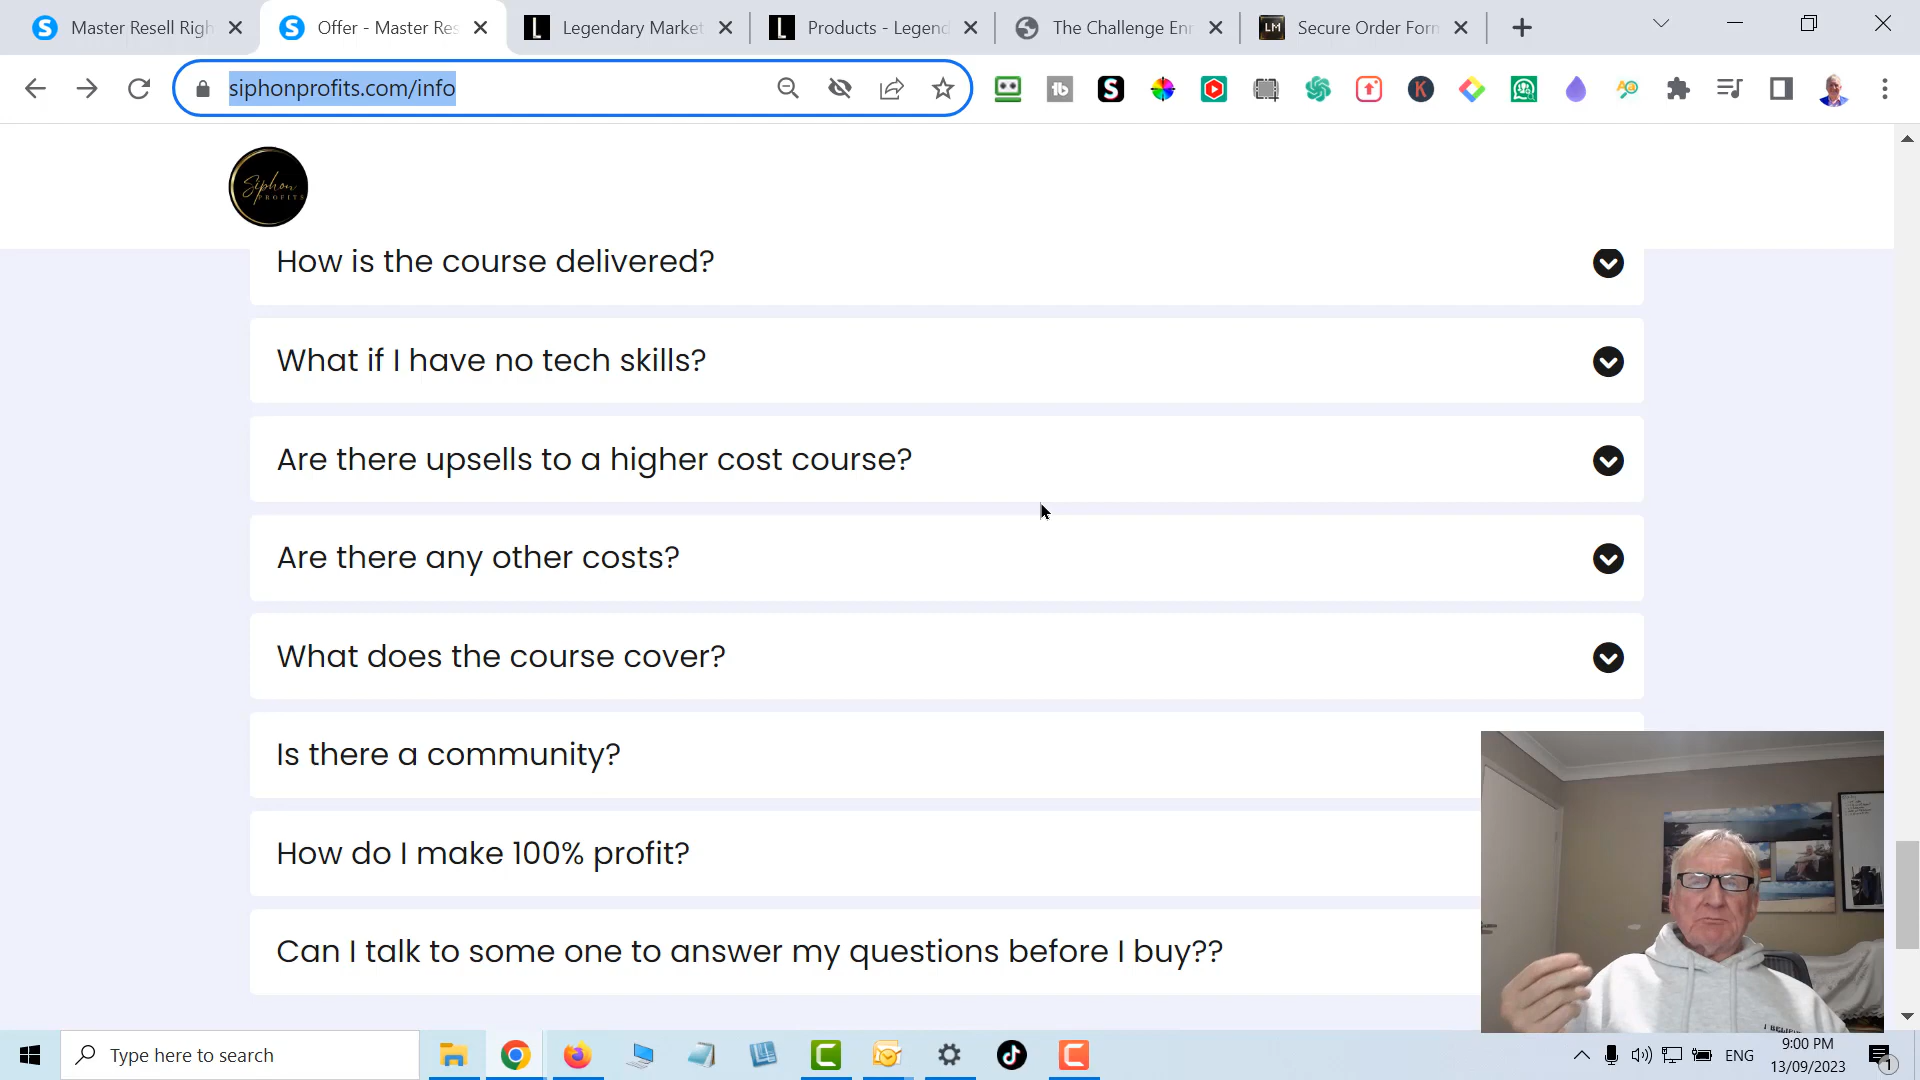 Master Resell Righ
Offer - Master Res
Legendary Market
Products - Legend
The Challenge Enr
Secure Order Form
siphonprofits.com/info
Siphon
PROFITS
How is the course delivered?
What if I have no tech skills?
Are there upsells to a higher cost course?
Are there any other costs?
What does the course cover?
Is there a community?
How do I make 100% profit?
Can I talk to some one to answer my questions before I buy??
Type here to search
ENG
9:00 PM
13/09/2023
1